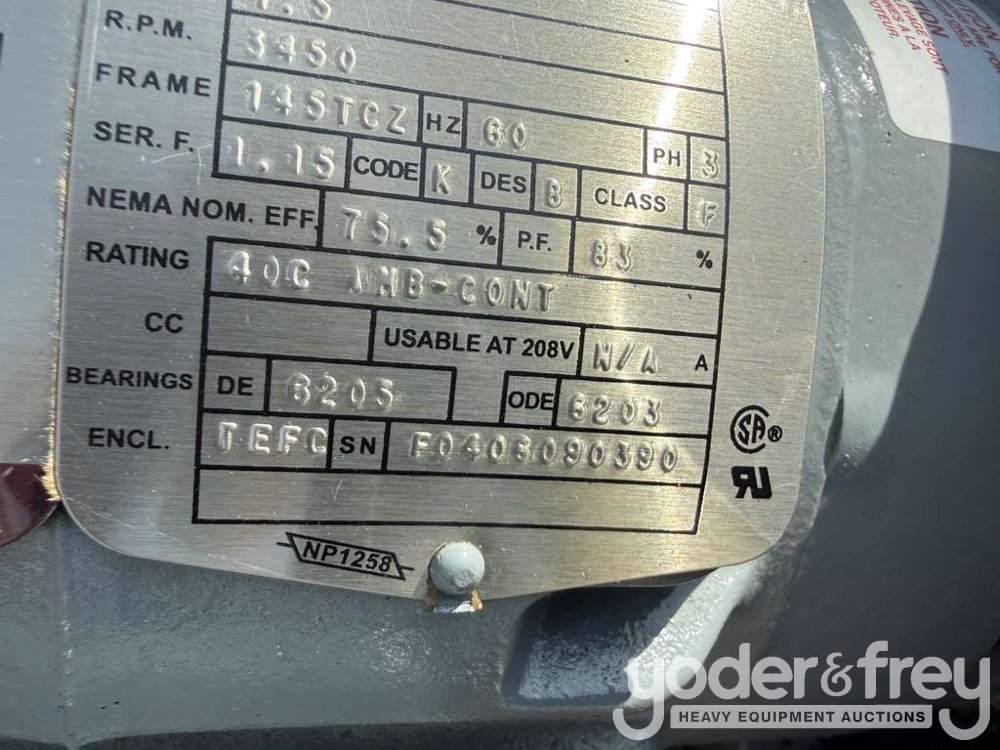 R.P.M. 3450
FRAME 145TCZ HZ 60 PH 3
SER. F. 1.15 CODE K DES B CLASS F
NEMA NOM. EFF. 75.5 % P.F. 83 %
RATING 40C AMB-CONT
CC USABLE AT 208V N/A A
BEARINGS DE 6205 ODE 6203
ENCL. TEFC SN
NP1258
SA ®
yoder&frey
HEAVY EQUIPMENT AUCTIONS